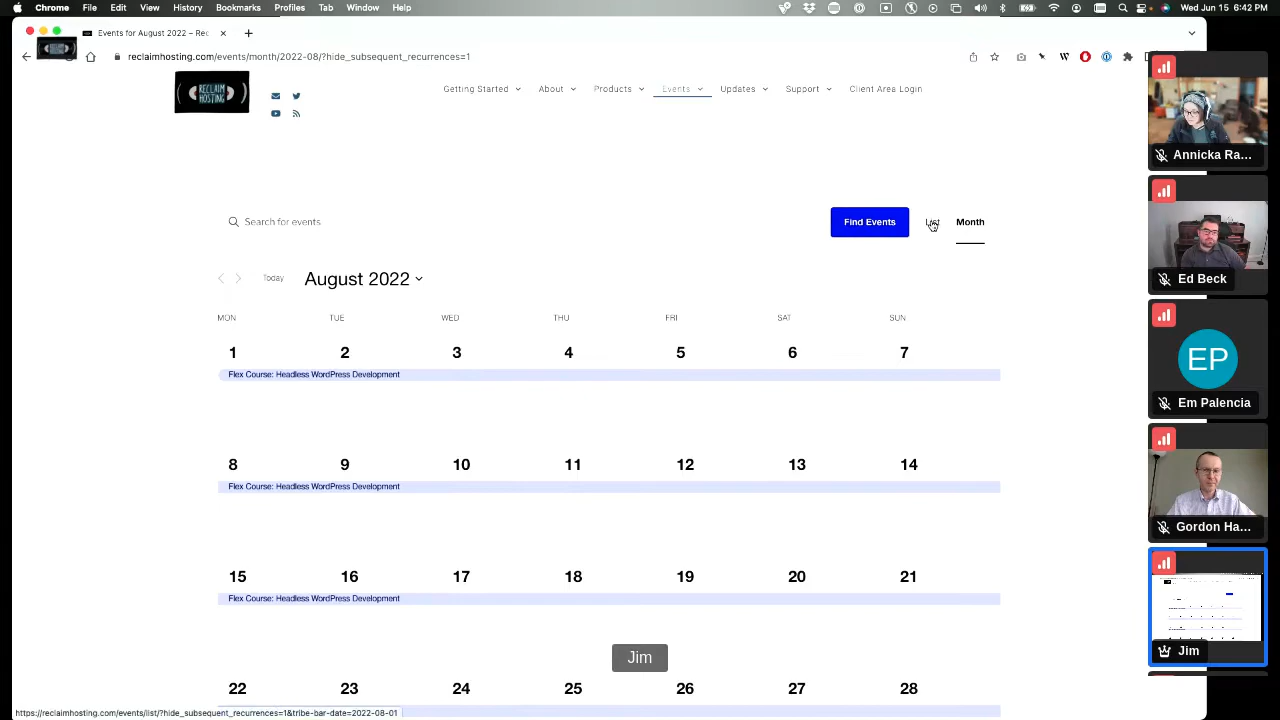 Chrome File Edit View History Bookmarks Profiles Tab Window Help Wed Jun 15 6:42 PM
Events for August 2022 – Rec
reclaimhosting.com/events/month/2022-08/?hide_subsequent_recurrences=1
RECLAIM HOSTING
Getting Started About Products Events Updates Support Client Area Login
Search for events
Find Events List Month
Today August 2022
MON TUE WED THU FRI SAT SUN
1 2 3 4 5 6 7
Flex Course: Headless WordPress Development
8 9 10 11 12 13 14
Flex Course: Headless WordPress Development
15 16 17 18 19 20 21
Flex Course: Headless WordPress Development
22 23 24 25 26 27 28
Jim
https://reclaimhosting.com/events/list/?hide_subsequent_recurrences=1&tribe-bar-date=2022-08-01
Annicka Ra...
Ed Beck
EP
Em Palencia
Gordon Ha...
Jim